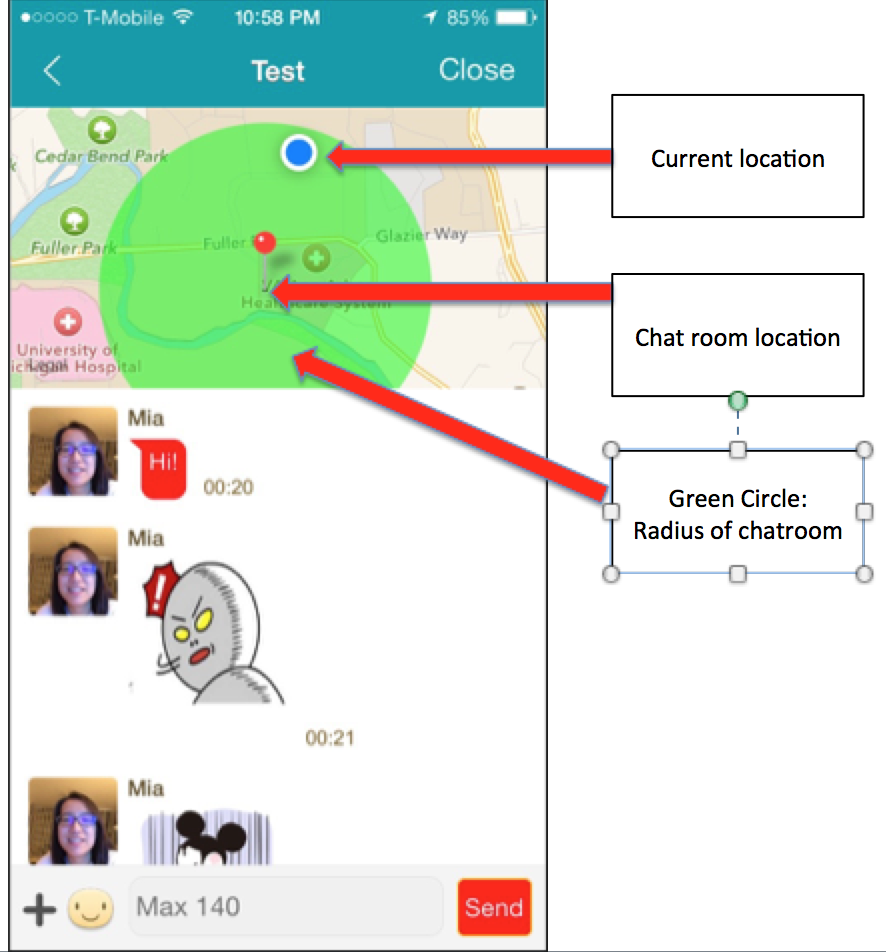 T-Mobile 10:58 PM 85%
Test Close
Cedar Bend Park
Fuller Park
Fuller
Glazier Way
Healthcare System
University of
ichigan Hospital
Legal
Current location
Chat room location
Green Circle:
Radius of chatroom
Mia
Hi!
00:20
Mia
!
00:21
Mia
Max 140 Send